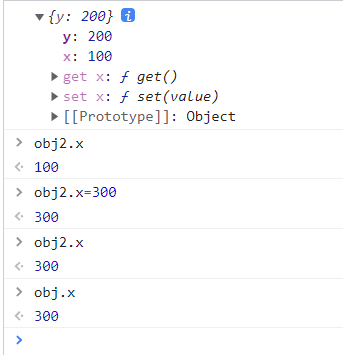 ▼ {y: 200} i
y: 200
x: 100
▶ get x: ƒ get()
▶ set x: ƒ set(value)
▶ [[Prototype]]: Object
> obj2.x
<· 100
> obj2.x=300
<· 300
> obj2.x
<· 300
> obj.x
<· 300
>